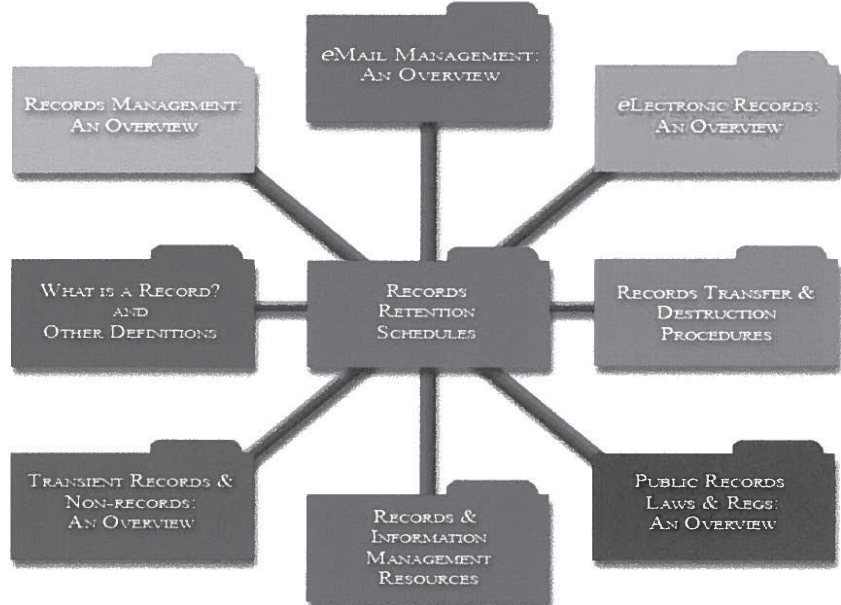 eMail Management:
An Overview
Records Management:
An Overview
eLectronic Records:
An Overview
What is a Record?
and
Other Definitions
Records
Retention
Schedules
Records Transfer &
Destruction
Procedures
Transient Records &
Non-records:
An Overview
Records &
Information
Management
Resources
Public Records
Laws & Regs:
An Overview